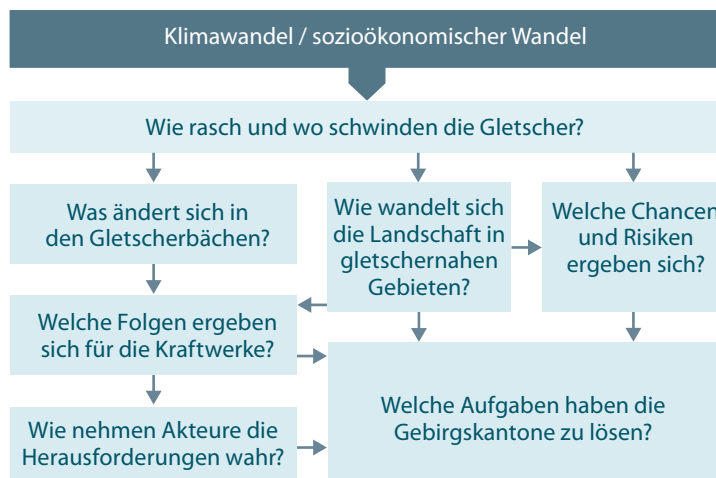 Klimawandel / sozioökonomischer Wandel
Wie rasch und wo schwinden die Gletscher?
Was ändert sich in
den Gletscherbächen?
Wie wandelt sich
die Landschaft in
gletschernahen
Gebieten?
Welche Chancen
und Risiken
ergeben sich?
Welche Folgen ergeben
sich für die Kraftwerke?
Wie nehmen Akteure die
Herausforderungen wahr?
Welche Aufgaben haben die
Gebirgskantone zu lösen?